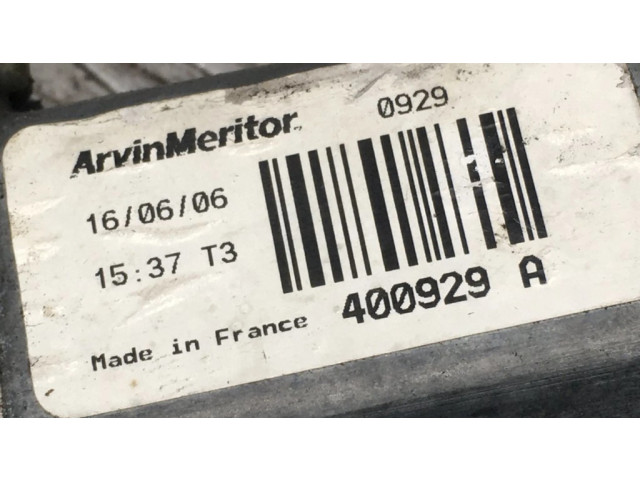 ArvinMeritor 0929
16/06/06
15:37 T3
Made in France 400929 A